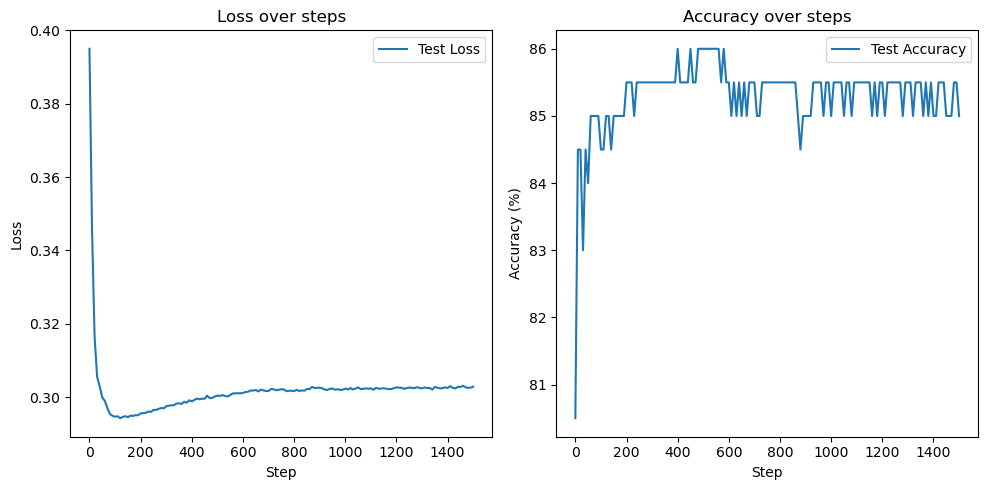 Loss over steps
Test Loss
0.40
0.38
0.36
0.34
0.32
0.30
Loss
0 200 400 600 800 1000 1200 1400
Step
Accuracy over steps
Test Accuracy
86
85
84
83
82
81
Accuracy (%)
0 200 400 600 800 1000 1200 1400
Step